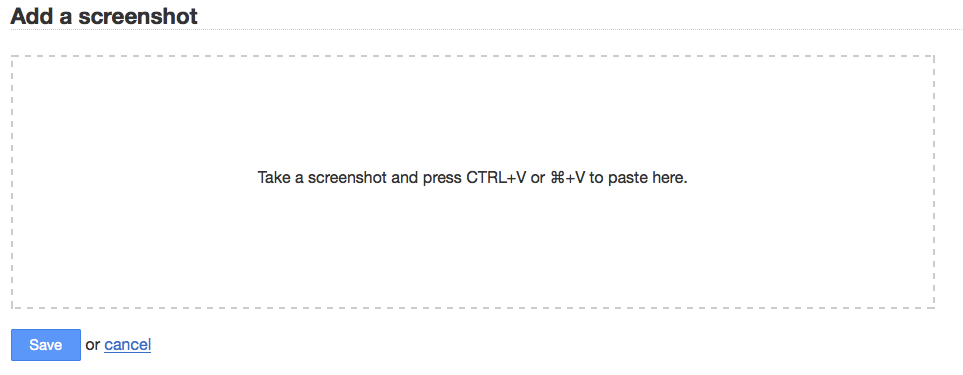 Add a screenshot
Take a screenshot and press CTRL+V or ⌘+V to paste here.
Save or cancel